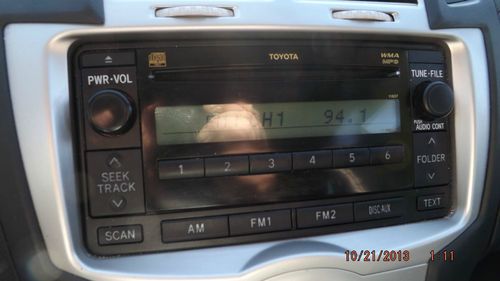 TOYOTA
WMA
MP3
PWR·VOL
TUNE·FILE
CH1 94.1
PUSH
AUDIO CONT
1 2 3 4 5 6
SEEK
TRACK
FOLDER
AM FM1 FM2 DISC·AUX TEXT
SCAN
10/21/2013 1 11